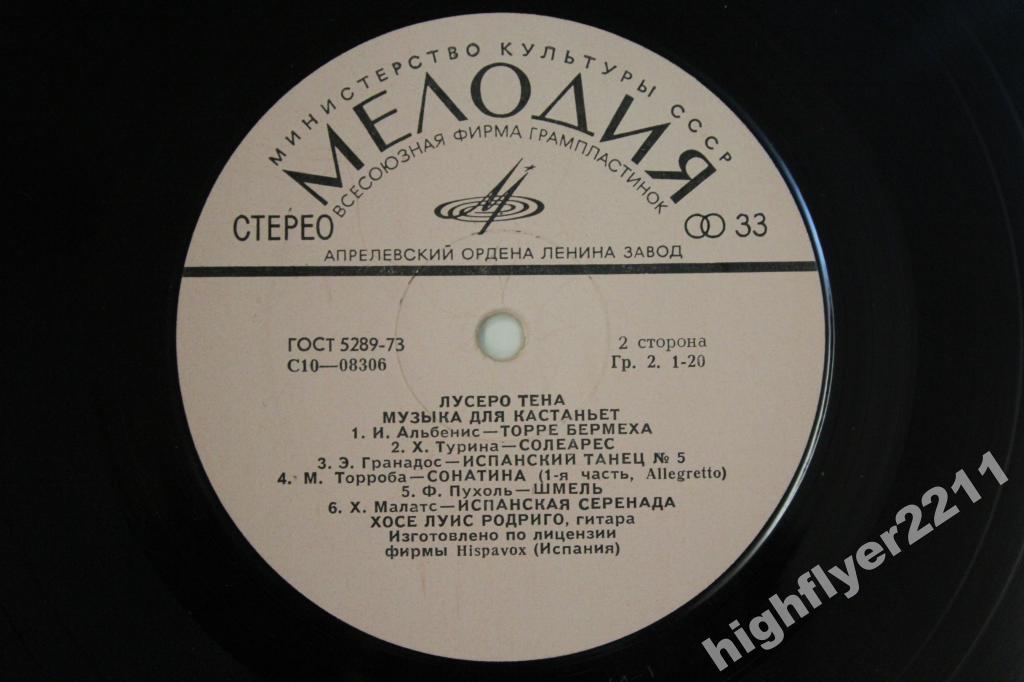 МИНИСТЕРСТВО КУЛЬТУРЫ СССР
МЕЛОДИЯ
ВСЕСОЮЗНАЯ ФИРМА ГРАМПЛАСТИНОК
СТЕРЕО
33
АПРЕЛЕВСКИЙ ОРДЕНА ЛЕНИНА ЗАВОД
ГОСТ 5289-73
С10—08306
2 сторона
Гр. 2. 1-20
ЛУСЕРО ТЕНА
МУЗЫКА ДЛЯ КАСТАНЬЕТ
1. И. Альбенис—ТОРРЕ БЕРМЕХА
2. Х. Турина—СОЛЕАРЕС
3. Э. Гранадос—ИСПАНСКИЙ ТАНЕЦ № 5
4. М. Торроба—СОНАТИНА (1-я часть, Allegretto)
5. Ф. Пухоль—ШМЕЛЬ
6. Х. Малатс—ИСПАНСКАЯ СЕРЕНАДА
ХОСЕ ЛУИС РОДРИГО, гитара
Изготовлено по лицензии
фирмы Hispavox (Испания)
highflyer2211